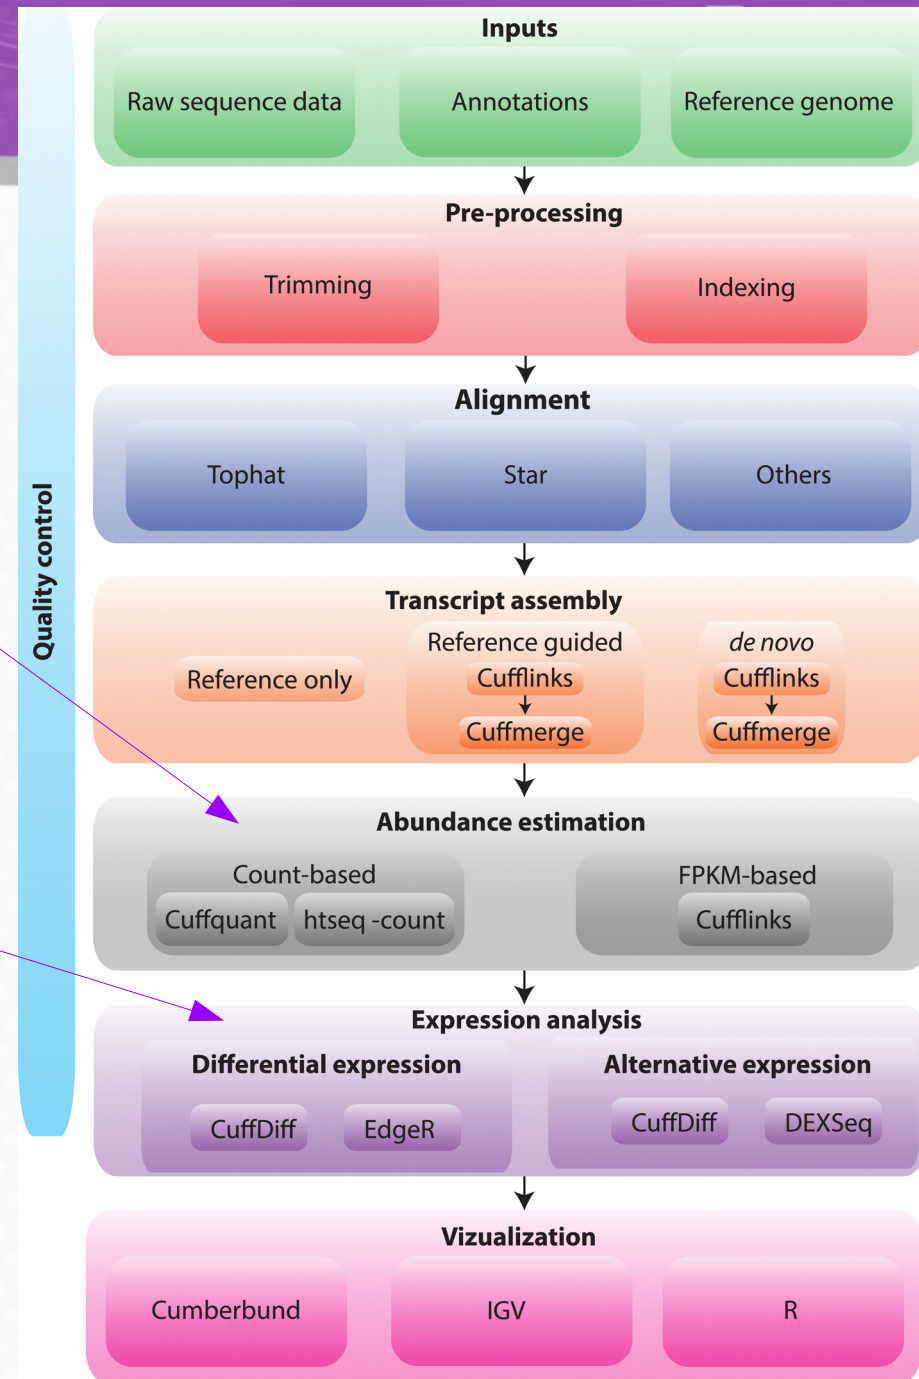 Inputs
Raw sequence data
Annotations
Reference genome
Pre-processing
Trimming
Indexing
Alignment
Tophat
Star
Others
Quality control
Transcript assembly
Reference only
Reference guided
Cufflinks
Cuffmerge
de novo
Cufflinks
Cuffmerge
Abundance estimation
Count-based
Cuffquant
htseq -count
FPKM-based
Cufflinks
Expression analysis
Differential expression
CuffDiff
EdgeR
Alternative expression
CuffDiff
DEXSeq
Vizualization
Cumberbund
IGV
R